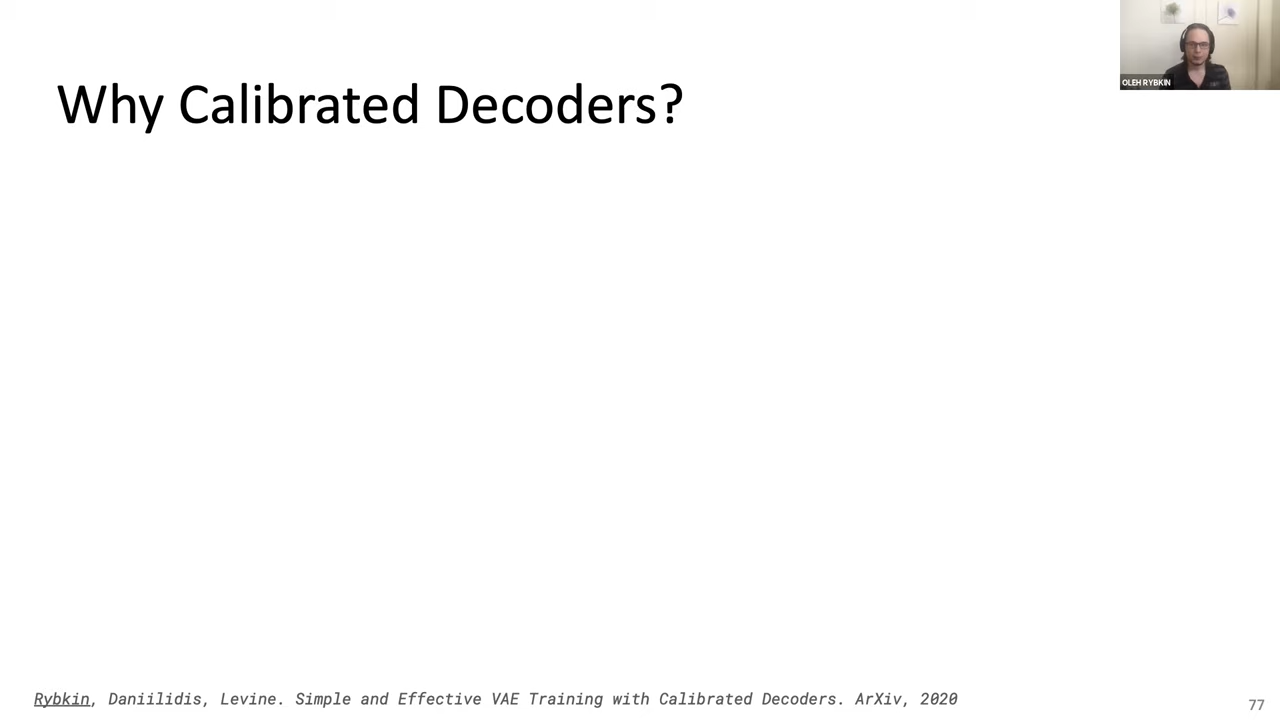 Why Calibrated Decoders?
OLEH RYBKIN
Rybkin, Daniilidis, Levine. Simple and Effective VAE Training with Calibrated Decoders. ArXiv, 2020
77